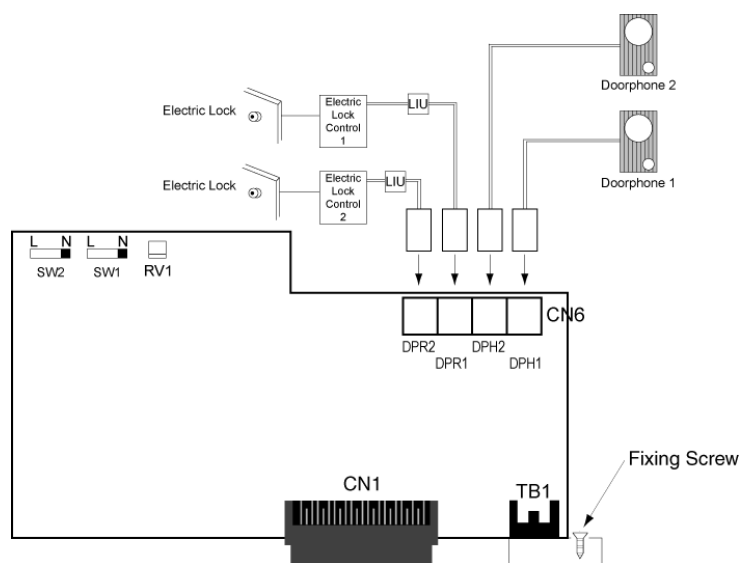 Doorphone 2
Electric Lock
Electric
Lock
Control
1
LIU
Doorphone 1
Electric Lock
Electric
Lock
Control
2
LIU
L N
SW2
L N
SW1
RV1
CN6
DPR2
DPR1
DPH2
DPH1
Fixing Screw
CN1
TB1